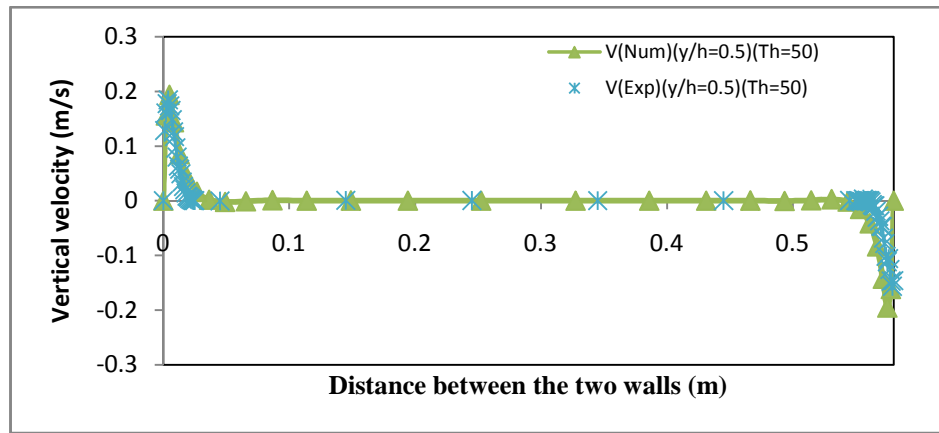 0.3
V(Num)(y/h=0.5)(Th=50)
0.2
V(Exp)(y/h=0.5)(Th=50)
0.1
0
0 0.1 0.2 0.3 0.4 0.5
-0.1
-0.2
-0.3
Vertical velocity (m/s)
Distance between the two walls (m)